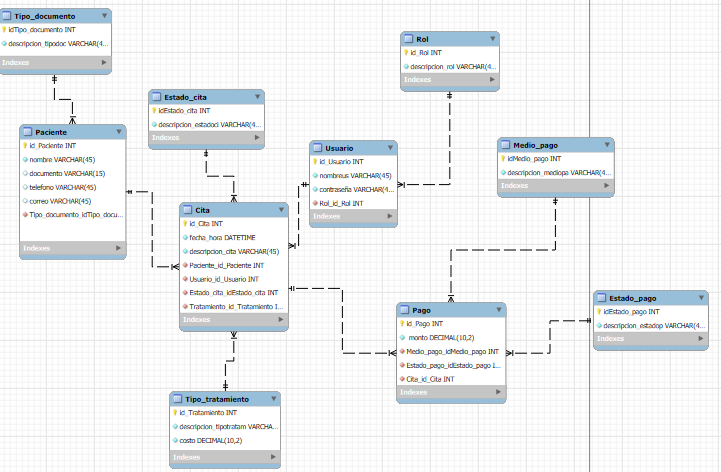 Tipo_documento
idTipo_documento INT
descripcion_tipodoc VARCHAR(4...
Indexes
Rol
id_Rol INT
descripcion_rol VARCHAR(4...
Indexes
Estado_cita
idEstado_cita INT
descripcion_estadoci VARCHAR(4...
Indexes
Paciente
id_Paciente INT
nombre VARCHAR(45)
documento VARCHAR(15)
telefono VARCHAR(45)
correo VARCHAR(45)
Tipo_documento_idTipo_docu...
Indexes
Usuario
id_Usuario INT
nombreus VARCHAR(45)
contraseña VARCHAR(4...
Rol_id_Rol INT
Indexes
Medio_pago
idMedio_pago INT
descripcion_mediopa VARCHAR(4...
Indexes
Cita
id_Cita INT
fecha_hora DATETIME
descripcion_cita VARCHAR(45)
Paciente_id_Paciente INT
Usuario_id_Usuario INT
Estado_cita_idEstado_cita INT
Tratamiento_id_Tratamiento I...
Indexes
Pago
id_Pago INT
monto DECIMAL(10,2)
Medio_pago_idMedio_pago INT
Estado_pago_idEstado_pago I...
Cita_id_Cita INT
Indexes
Estado_pago
idEstado_pago INT
descripcion_estadop VARCHAR(4...
Indexes
Tipo_tratamiento
id_Tratamiento INT
descripcion_tipotratam VARCHA...
costo DECIMAL(10,2)
Indexes